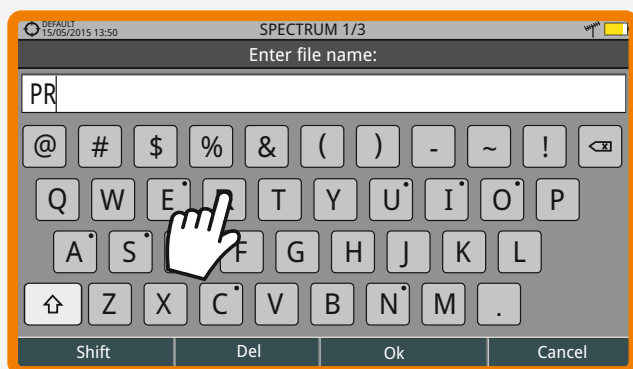 DEFAULT
15/05/2015 13:50 SPECTRUM 1/3
Enter file name:
PR
@ # $ % & ( ) - ~ !
Q W E R T Y U I O P
A S F G H J K L
Z X C V B N M .
Shift Del Ok Cancel